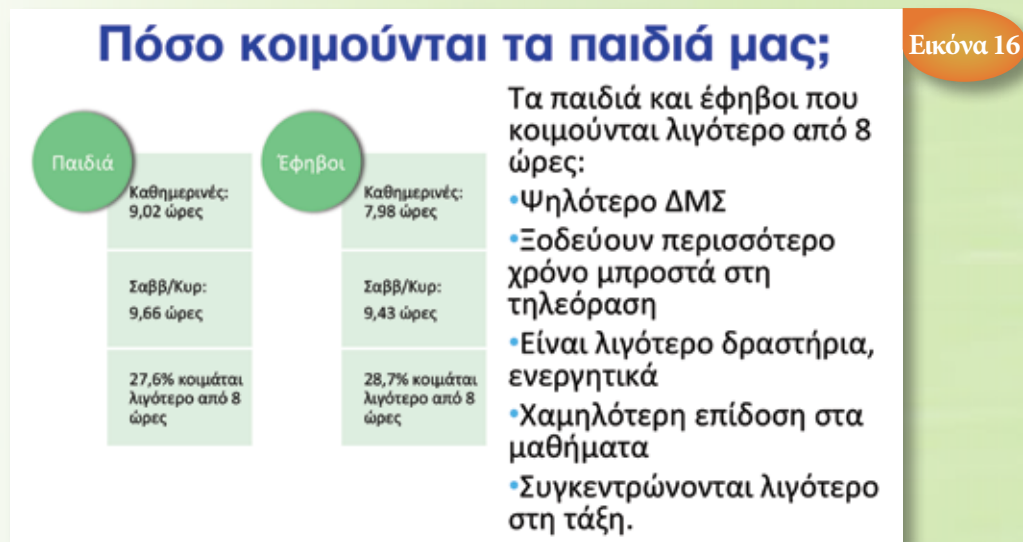 Πόσο κοιμούνται τα παιδιά μας;
Εικόνα 16
Παιδιά
Καθημερινές:
9,02 ώρες
Σαββ/Κυρ:
9,66 ώρες
27,6% κοιμάται
λιγότερο από 8
ώρες
Έφηβοι
Καθημερινές:
7,98 ώρες
Σαββ/Κυρ:
9,43 ώρες
28,7% κοιμάται
λιγότερο από 8
ώρες
Τα παιδιά και έφηβοι που
κοιμούνται λιγότερο από 8
ώρες:
•Ψηλότερο ΔΜΣ
•Ξοδεύουν περισσότερο
χρόνο μπροστά στη
τηλεόραση
•Είναι λιγότερο δραστήρια,
ενεργητικά
•Χαμηλότερη επίδοση στα
μαθήματα
•Συγκεντρώνονται λιγότερο
στη τάξη.